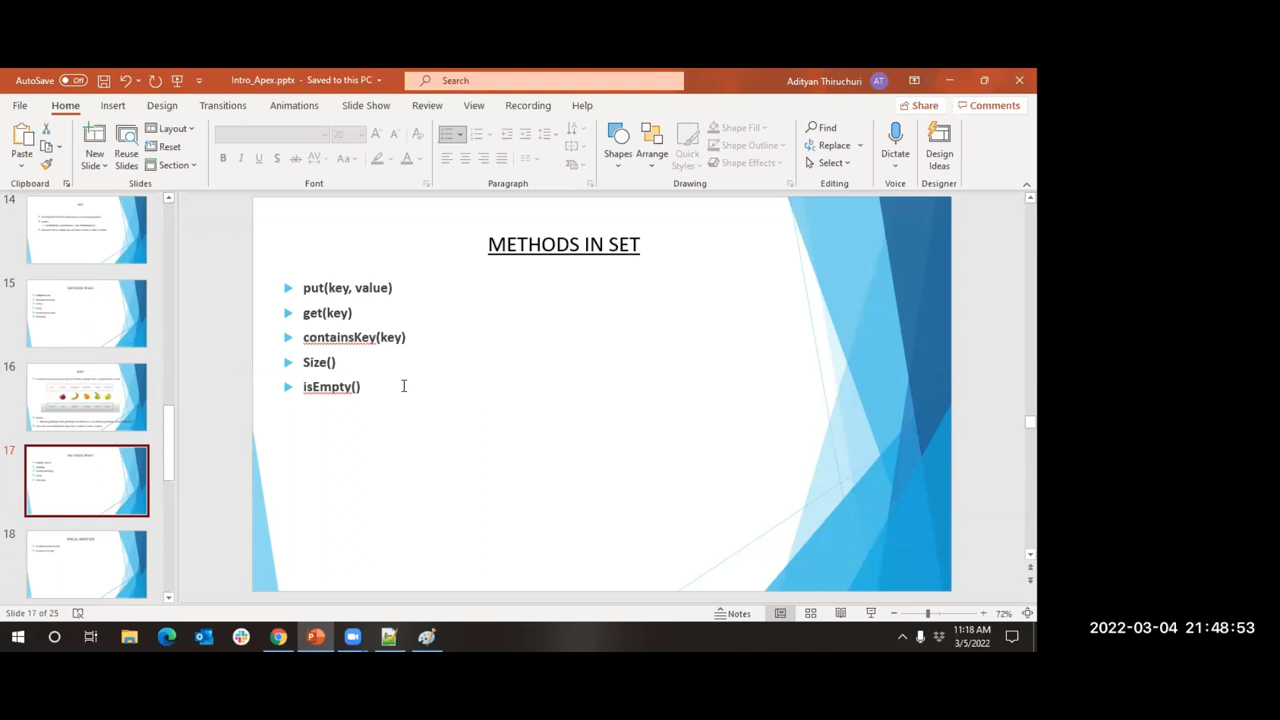 AutoSave Off Intro_Apex.pptx - Saved to this PC Search Adityan Thiruchuri AT
File Home Insert Design Transitions Animations Slide Show Review View Recording Help Share Comments
Paste New Slide Reuse Slides Layout Reset Section 20 Shapes Arrange Quick Styles Shape Fill Shape Outline Shape Effects Find Replace Select Dictate Design Ideas
Clipboard Slides Font Paragraph Drawing Editing Voice Designer
14
15
16
17
18
METHODS IN SET
put(key, value)
get(key)
containsKey(key)
Size()
isEmpty()
Slide 17 of 25 Notes 72%
11:18 AM
3/5/2022
2022-03-04 21:48:53